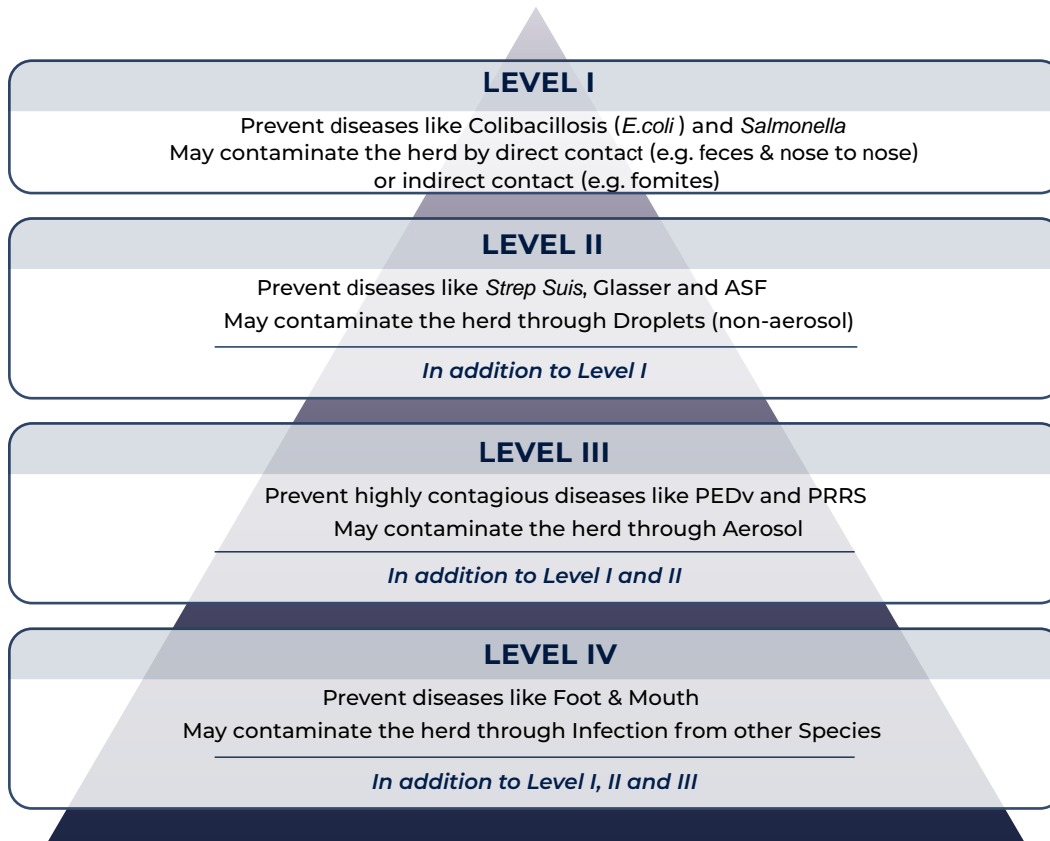 LEVEL I
Prevent diseases like Colibacillosis (E.coli ) and Salmonella
May contaminate the herd by direct contact (e.g. feces & nose to nose)
or indirect contact (e.g. fomites)
LEVEL II
Prevent diseases like Strep Suis, Glasser and ASF
May contaminate the herd through Droplets (non-aerosol)
In addition to Level I
LEVEL III
Prevent highly contagious diseases like PEDv and PRRS
May contaminate the herd through Aerosol
In addition to Level I and II
LEVEL IV
Prevent diseases like Foot & Mouth
May contaminate the herd through Infection from other Species
In addition to Level I, II and III